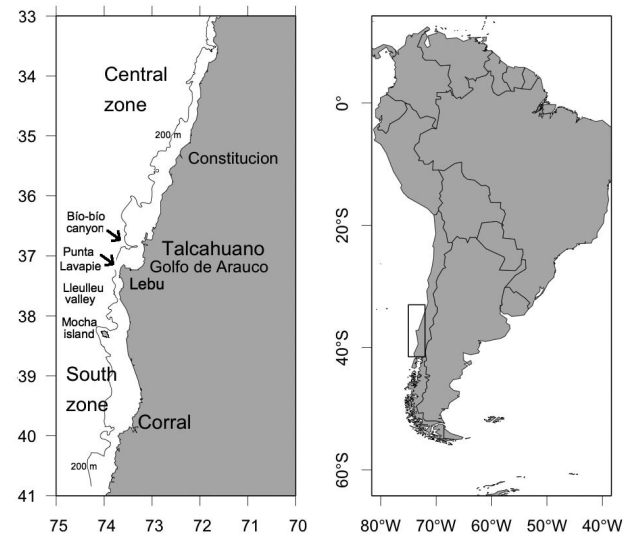 33
34
35
36
37
38
39
40
41
Central
zone
200 m
Constitucion
Bío-bío
canyon
Punta
Lavapie
Talcahuano
Golfo de Arauco
Lebu
Lleulleu
valley
Mocha
island
South
zone
Corral
200 m
75 74 73 72 71 70
0°
20°S
40°S
60°S
80°W 70°W 60°W 50°W 40°W